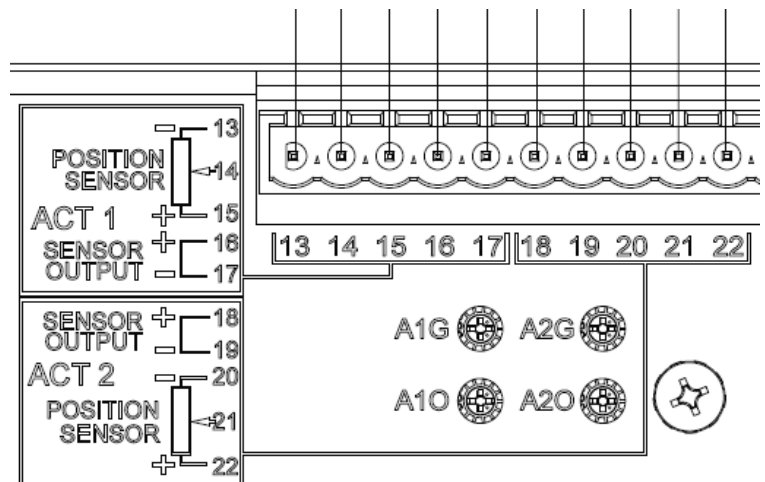 − 13
POSITION
SENSOR 14
+ 15
ACT 1
SENSOR + 16
OUTPUT − 17
SENSOR + 18
OUTPUT − 19
ACT 2 − 20
POSITION
SENSOR 21
+ 22
13 14 15 16 17 18 19 20 21 22
A1G A2G
A1O A2O